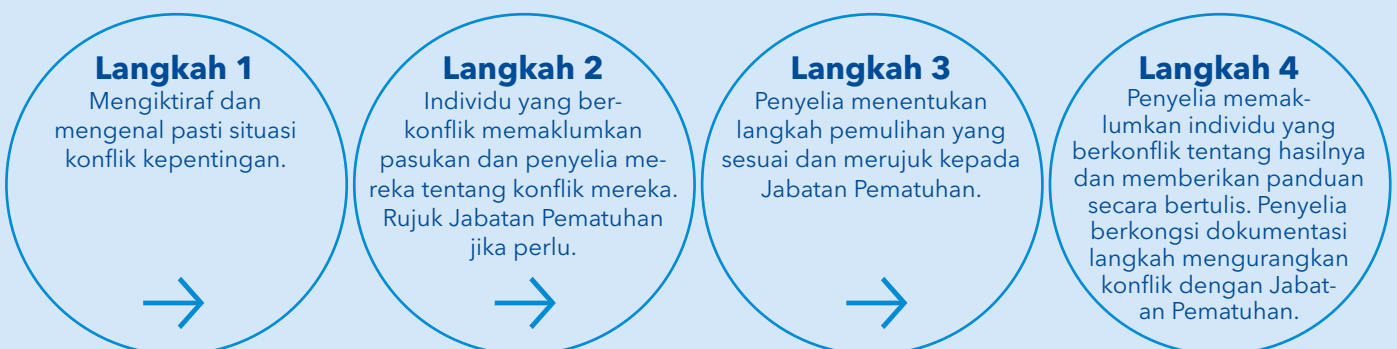 Langkah 1
Mengiktiraf dan
mengenal pasti situasi
konflik kepentingan.
Langkah 2
Individu yang ber-
konflik memaklumkan
pasukan dan penyelia me-
reka tentang konflik mereka.
Rujuk Jabatan Pematuhan
jika perlu.
Langkah 3
Penyelia menentukan
langkah pemulihan yang
sesuai dan merujuk kepada
Jabatan Pematuhan.
Langkah 4
Penyelia memak-
lumkan individu yang
berkonflik tentang hasilnya
dan memberikan panduan
secara bertulis. Penyelia
berkongsi dokumentasi
langkah mengurangkan
konflik dengan Jabat-
an Pematuhan.